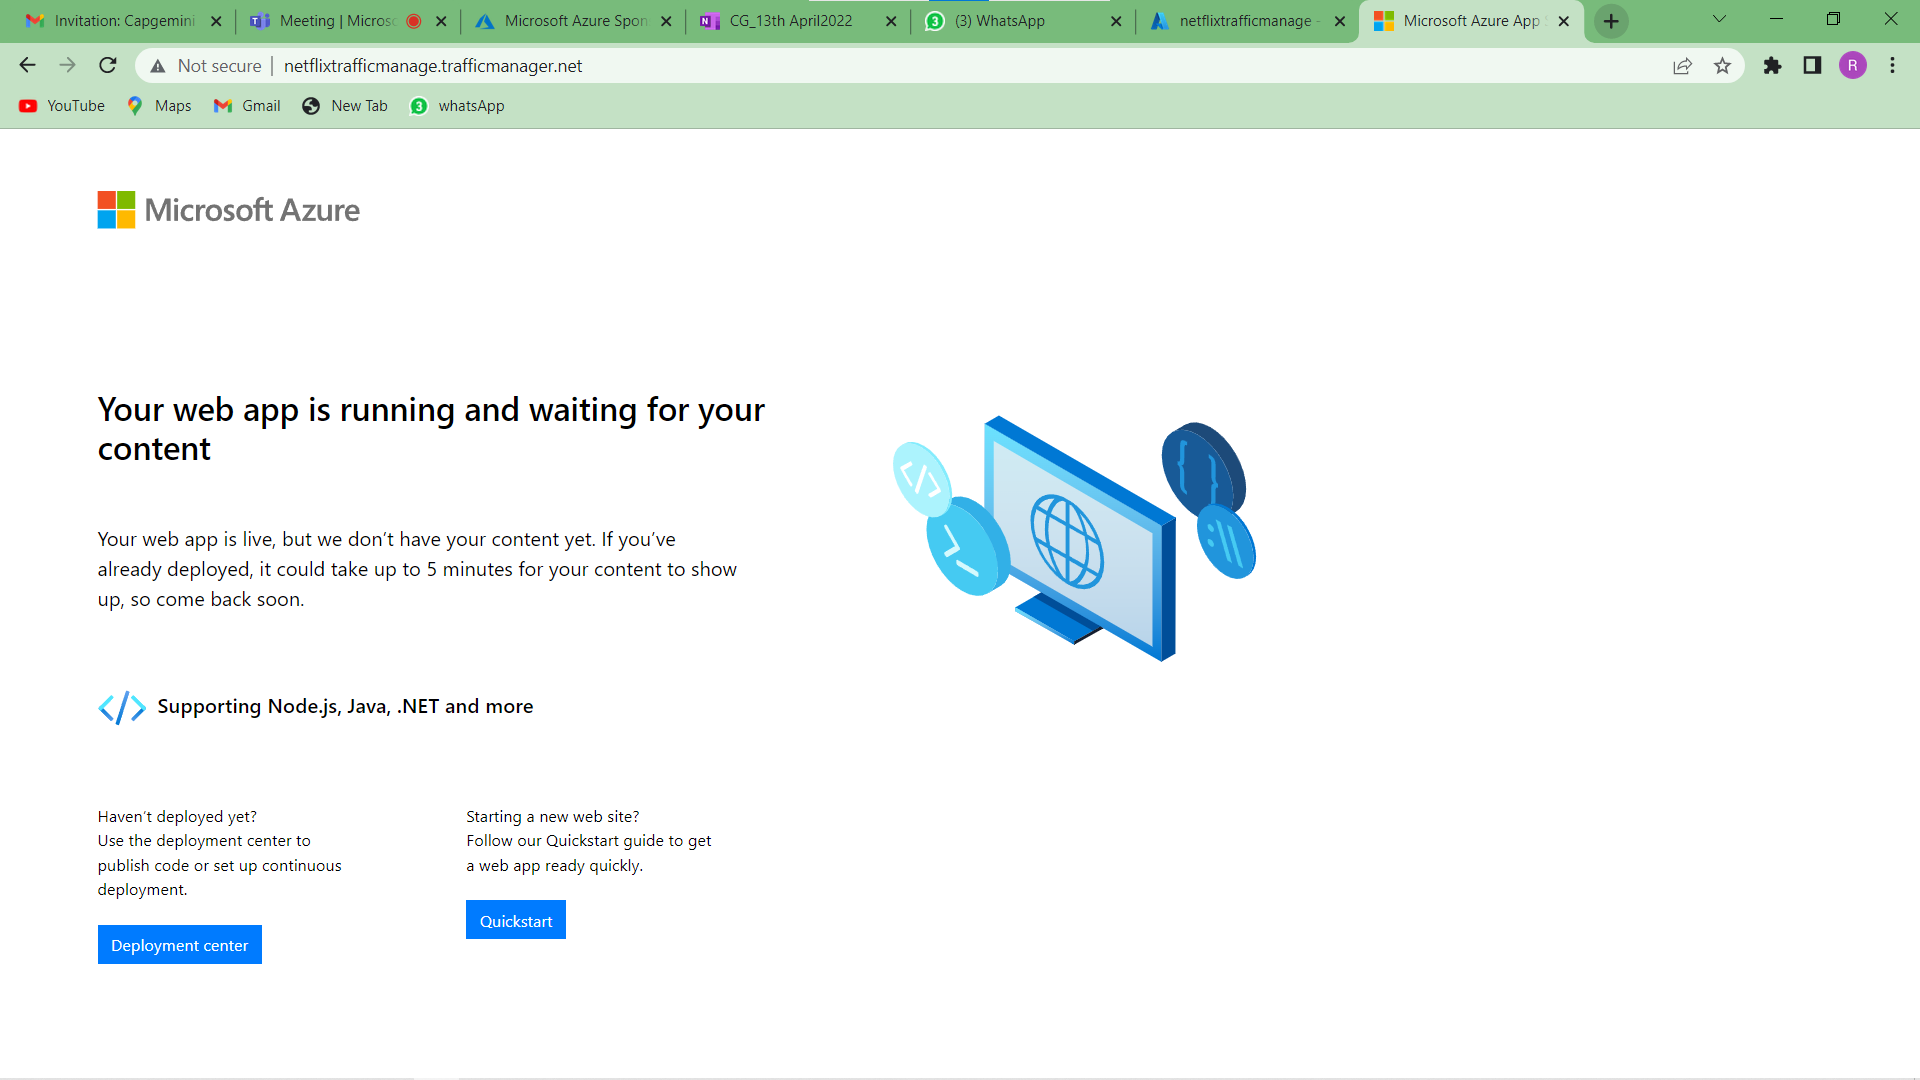 Invitation: Capgemini
Meeting | Microso
Microsoft Azure Spon
CG_13th April2022
(3) WhatsApp
netflixtrafficmanage -
Microsoft Azure App S
Not secure
netflixtrafficmanage.trafficmanager.net
R
YouTube
Maps
Gmail
New Tab
3
whatsApp
Microsoft Azure
Your web app is running and waiting for your
content
Your web app is live, but we don’t have your content yet. If you’ve
already deployed, it could take up to 5 minutes for your content to show
up, so come back soon.
</> Supporting Node.js, Java, .NET and more
Haven’t deployed yet?
Use the deployment center to
publish code or set up continuous
deployment.
Deployment center
Starting a new web site?
Follow our Quickstart guide to get
a web app ready quickly.
Quickstart